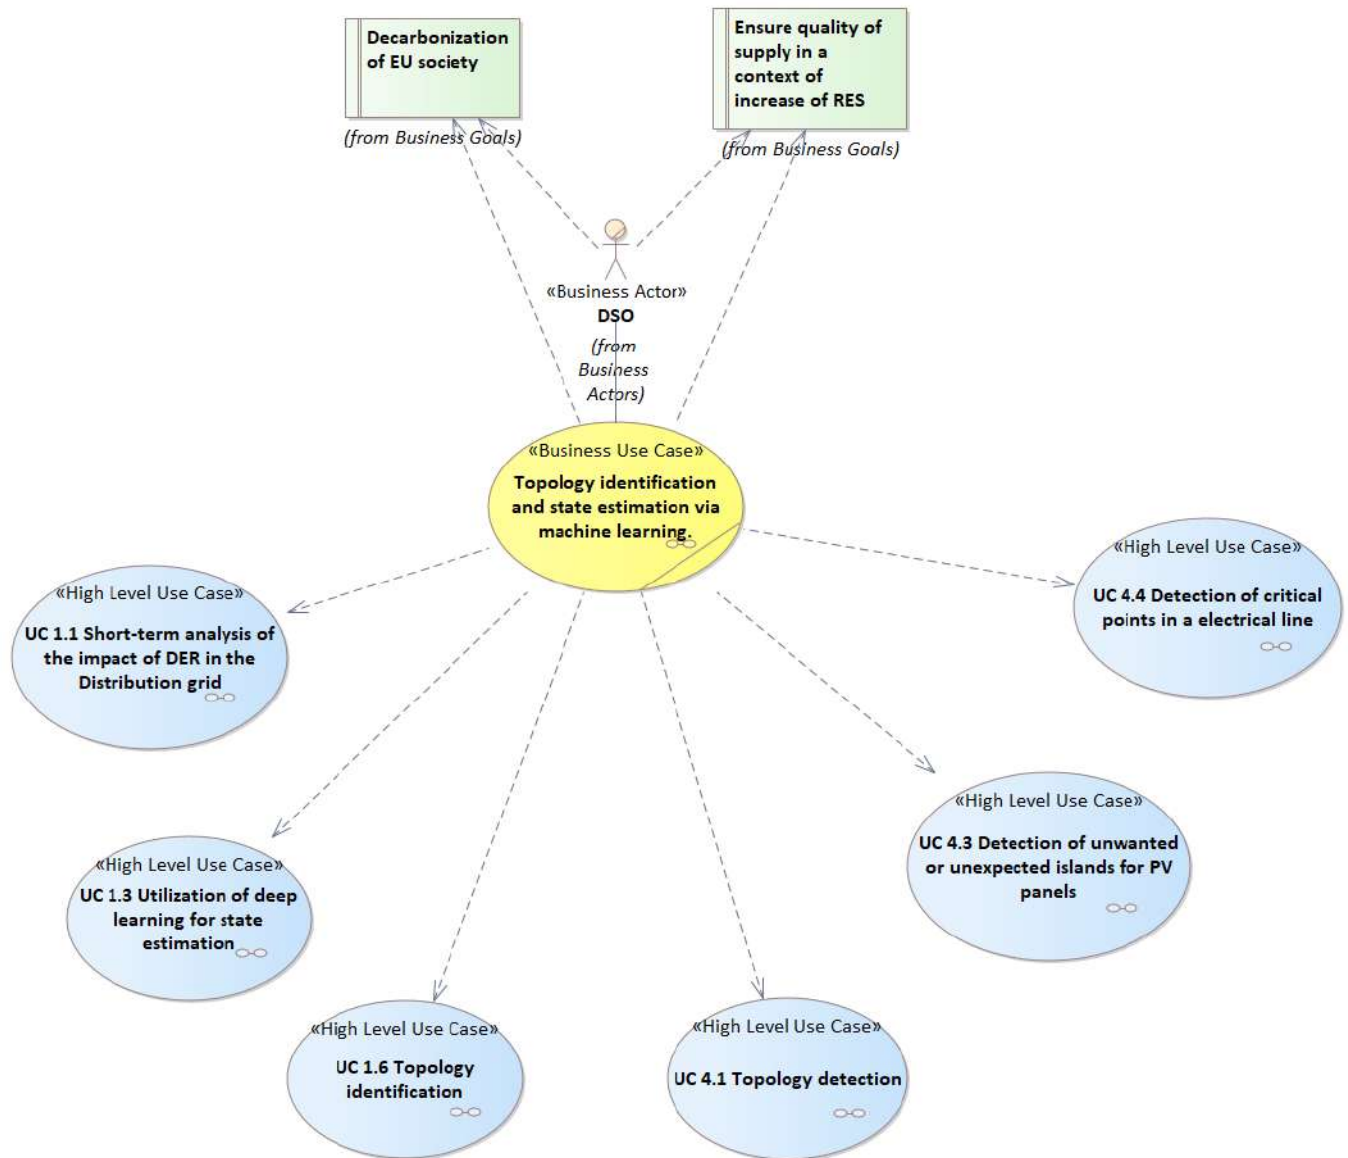 Decarbonization
of EU society
(from Business Goals)
Ensure quality of
supply in a
context of
increase of RES
(from Business Goals)
«Business Actor»
DSO
(from
Business
Actors)
«Business Use Case»
Topology identification
and state estimation via
machine learning.
«High Level Use Case»
UC 4.4 Detection of critical
points in a electrical line
«High Level Use Case»
UC 1.1 Short-term analysis of
the impact of DER in the
Distribution grid
«High Level Use Case»
UC 4.3 Detection of unwanted
or unexpected islands for PV
panels
«High Level Use Case»
UC 1.3 Utilization of deep
learning for state
estimation
«High Level Use Case»
UC 1.6 Topology
identification
«High Level Use Case»
UC 4.1 Topology detection